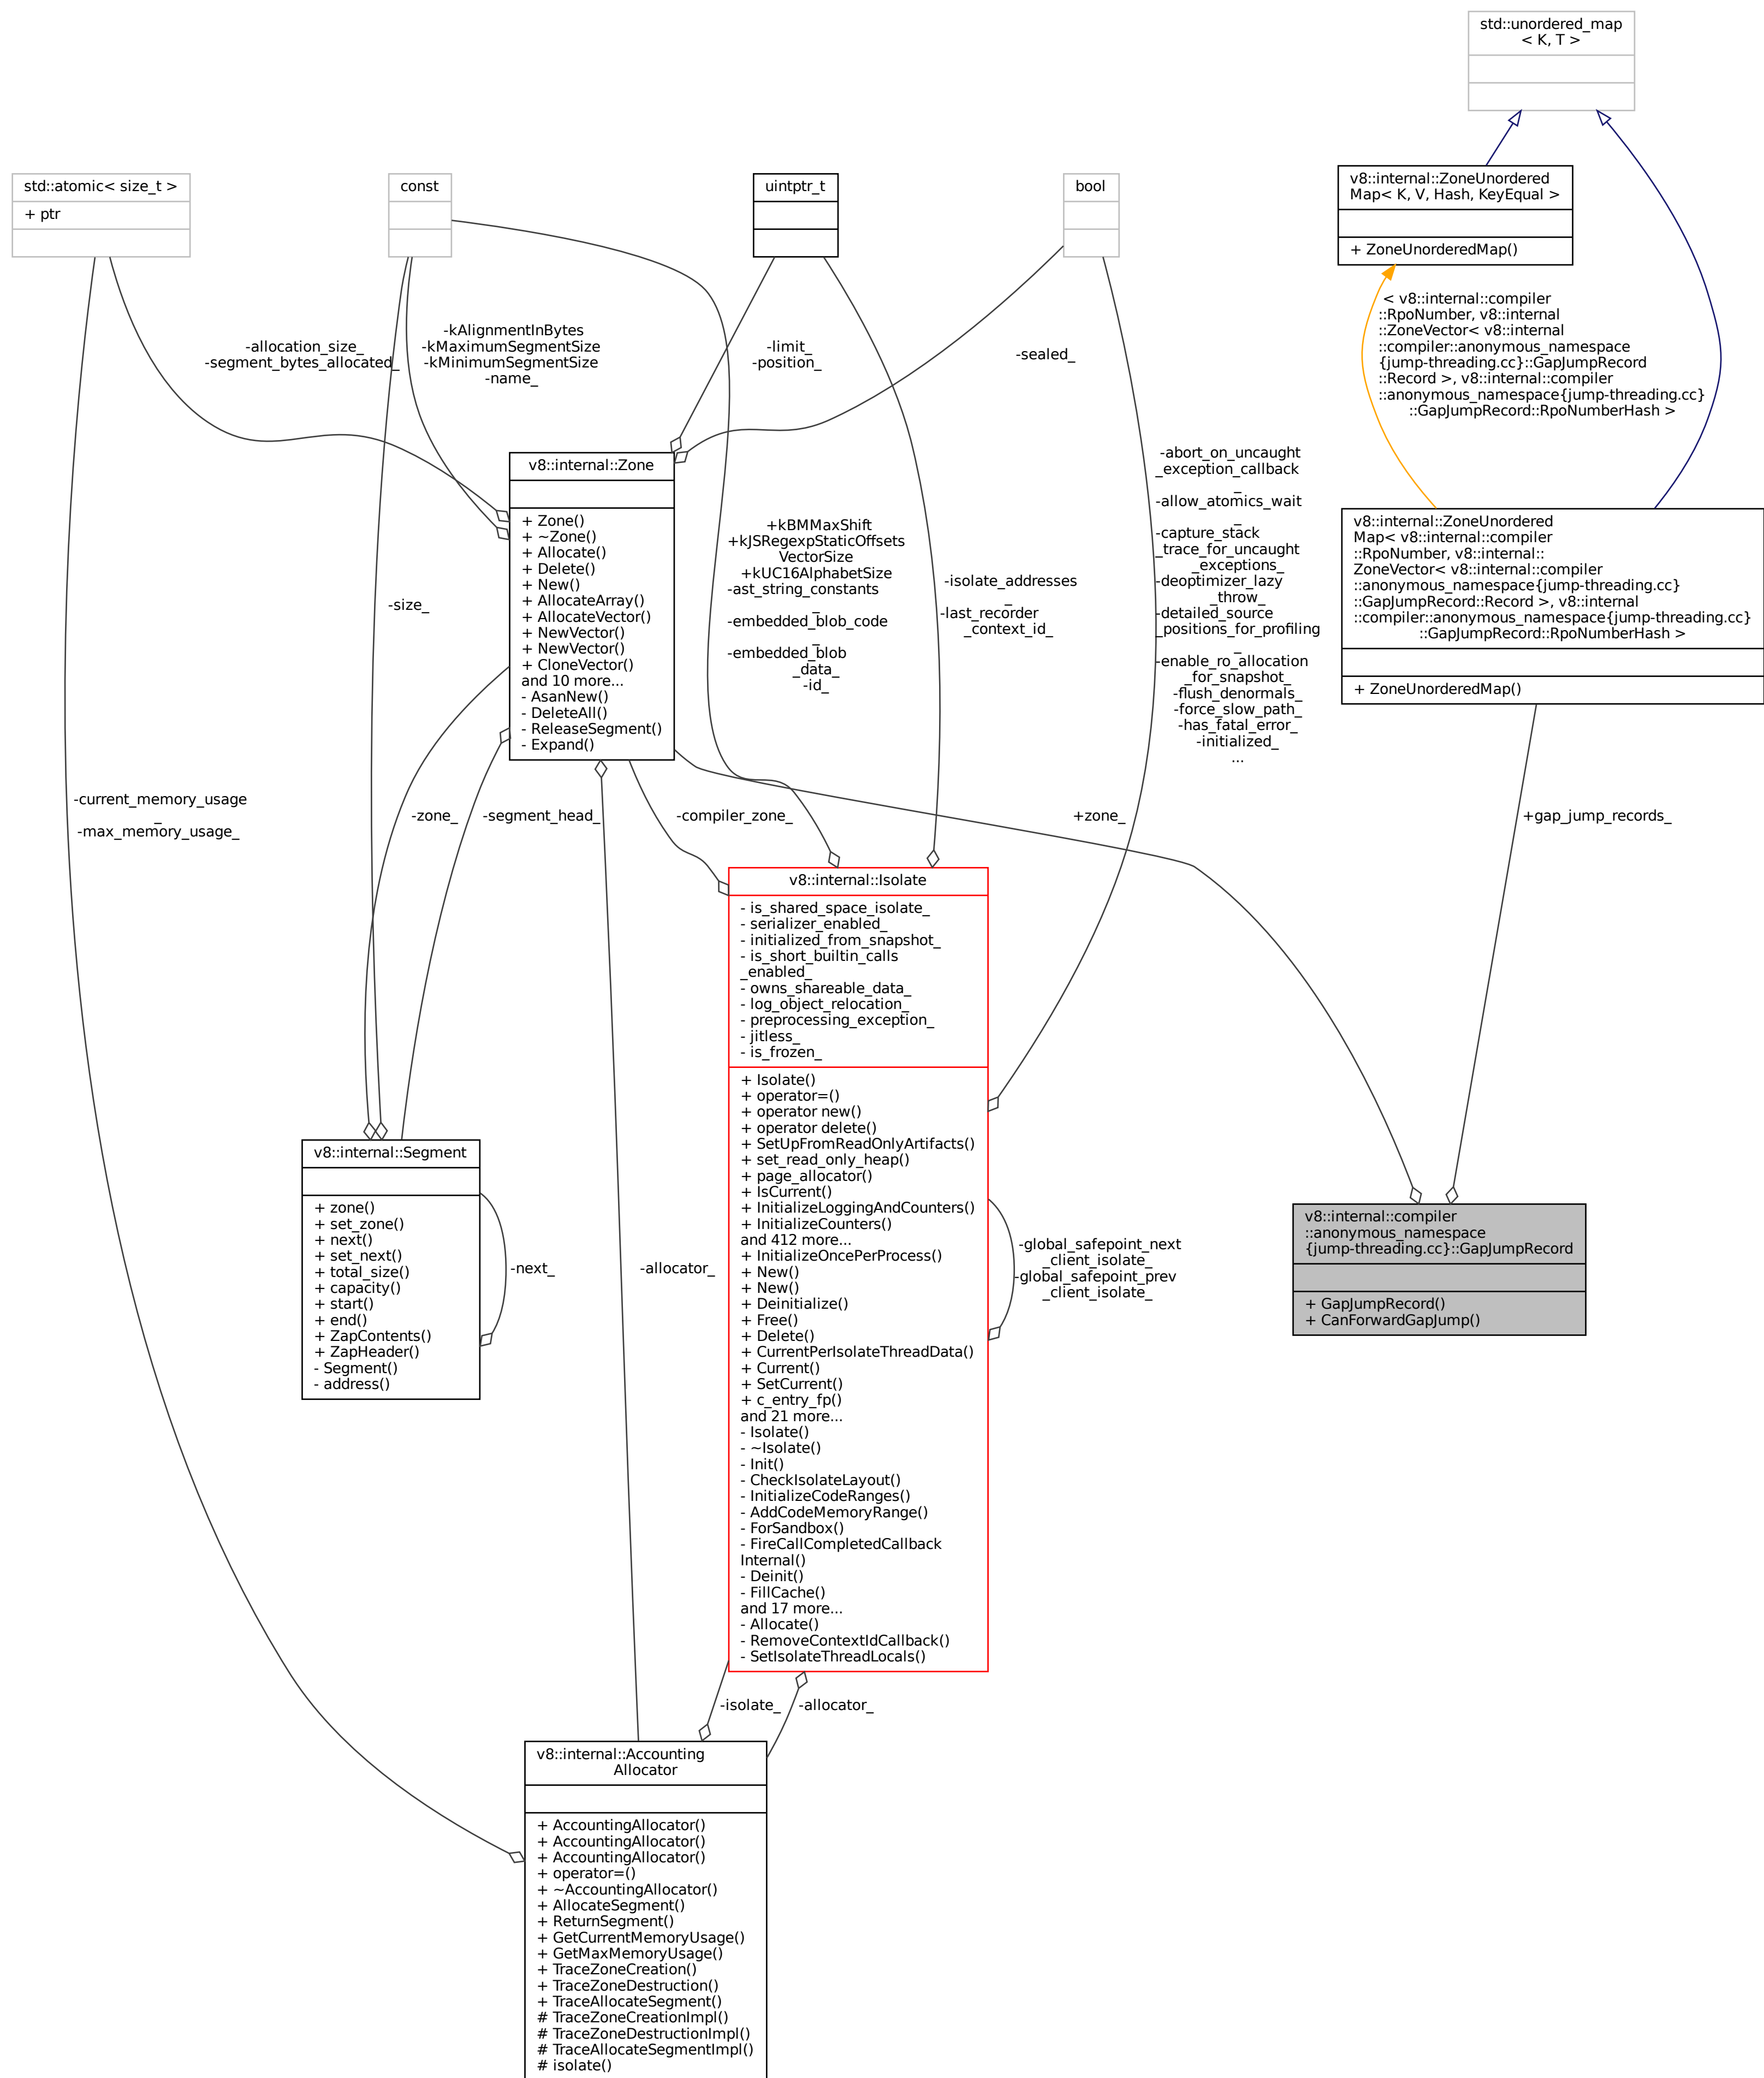 std::unordered_map
< K, T >
std::atomic< size_t >
+ ptr
const
uintptr_t
bool
v8::internal::ZoneUnordered
Map< K, V, Hash, KeyEqual >
+ ZoneUnorderedMap()
< v8::internal::compiler
::RpoNumber, v8::internal
::ZoneVector< v8::internal
::compiler::anonymous_namespace
{jump-threading.cc}::GapJumpRecord
::Record >, v8::internal::compiler
::anonymous_namespace{jump-threading.cc}
::GapJumpRecord::RpoNumberHash >
-allocation_size_
-segment_bytes_allocated_
-kAlignmentInBytes
-kMaximumSegmentSize
-kMinimumSegmentSize
-name_
-limit_
-position_
-sealed_
v8::internal::Zone
+ Zone()
+ ~Zone()
+ Allocate()
+ Delete()
+ New()
+ AllocateArray()
+ AllocateVector()
+ NewVector()
+ NewVector()
+ CloneVector()
and 10 more...
- AsanNew()
- DeleteAll()
- ReleaseSegment()
- Expand()
-size_
+kBMMaxShift
+kJSRegexpStaticOffsets
VectorSize
+kUC16AlphabetSize
-ast_string_constants
_
-embedded_blob_code
_
-embedded_blob
_data_
-id_
-isolate_addresses
_
-last_recorder
_context_id_
-abort_on_uncaught
_exception_callback
_
-allow_atomics_wait
_
-capture_stack
_trace_for_uncaught
_exceptions_
-deoptimizer_lazy
_throw_
-detailed_source
_positions_for_profiling
_
-enable_ro_allocation
_for_snapshot_
-flush_denormals_
-force_slow_path_
-has_fatal_error_
-initialized_
...
v8::internal::ZoneUnordered
Map< v8::internal::compiler
::RpoNumber, v8::internal::
ZoneVector< v8::internal::compiler
::anonymous_namespace{jump-threading.cc}
::GapJumpRecord::Record >, v8::internal
::compiler::anonymous_namespace{jump-threading.cc}
::GapJumpRecord::RpoNumberHash >
+ ZoneUnorderedMap()
-current_memory_usage
_
-max_memory_usage_
-zone_
-segment_head_
-compiler_zone_
+zone_
+gap_jump_records_
v8::internal::Isolate
- is_shared_space_isolate_
- serializer_enabled_
- initialized_from_snapshot_
- is_short_builtin_calls
_enabled_
- owns_shareable_data_
- log_object_relocation_
- preprocessing_exception_
- jitless_
- is_frozen_
+ Isolate()
+ operator=()
+ operator new()
+ operator delete()
+ SetUpFromReadOnlyArtifacts()
+ set_read_only_heap()
+ page_allocator()
+ IsCurrent()
+ InitializeLoggingAndCounters()
+ InitializeCounters()
and 412 more...
+ InitializeOncePerProcess()
+ New()
+ New()
+ Deinitialize()
+ Free()
+ Delete()
+ CurrentPerIsolateThreadData()
+ Current()
+ SetCurrent()
+ c_entry_fp()
and 21 more...
- Isolate()
- ~Isolate()
- Init()
- CheckIsolateLayout()
- InitializeCodeRanges()
- AddCodeMemoryRange()
- ForSandbox()
- FireCallCompletedCallback
Internal()
- Deinit()
- FillCache()
and 17 more...
- Allocate()
- RemoveContextIdCallback()
- SetIsolateThreadLocals()
v8::internal::Segment
+ zone()
+ set_zone()
+ next()
+ set_next()
+ total_size()
+ capacity()
+ start()
+ end()
+ ZapContents()
+ ZapHeader()
- Segment()
- address()
-next_
-allocator_
-global_safepoint_next
_client_isolate_
-global_safepoint_prev
_client_isolate_
v8::internal::compiler
::anonymous_namespace
{jump-threading.cc}::GapJumpRecord
+ GapJumpRecord()
+ CanForwardGapJump()
-isolate_
-allocator_
v8::internal::Accounting
Allocator
+ AccountingAllocator()
+ AccountingAllocator()
+ AccountingAllocator()
+ operator=()
+ ~AccountingAllocator()
+ AllocateSegment()
+ ReturnSegment()
+ GetCurrentMemoryUsage()
+ GetMaxMemoryUsage()
+ TraceZoneCreation()
+ TraceZoneDestruction()
+ TraceAllocateSegment()
# TraceZoneCreationImpl()
# TraceZoneDestructionImpl()
# TraceAllocateSegmentImpl()
# isolate()